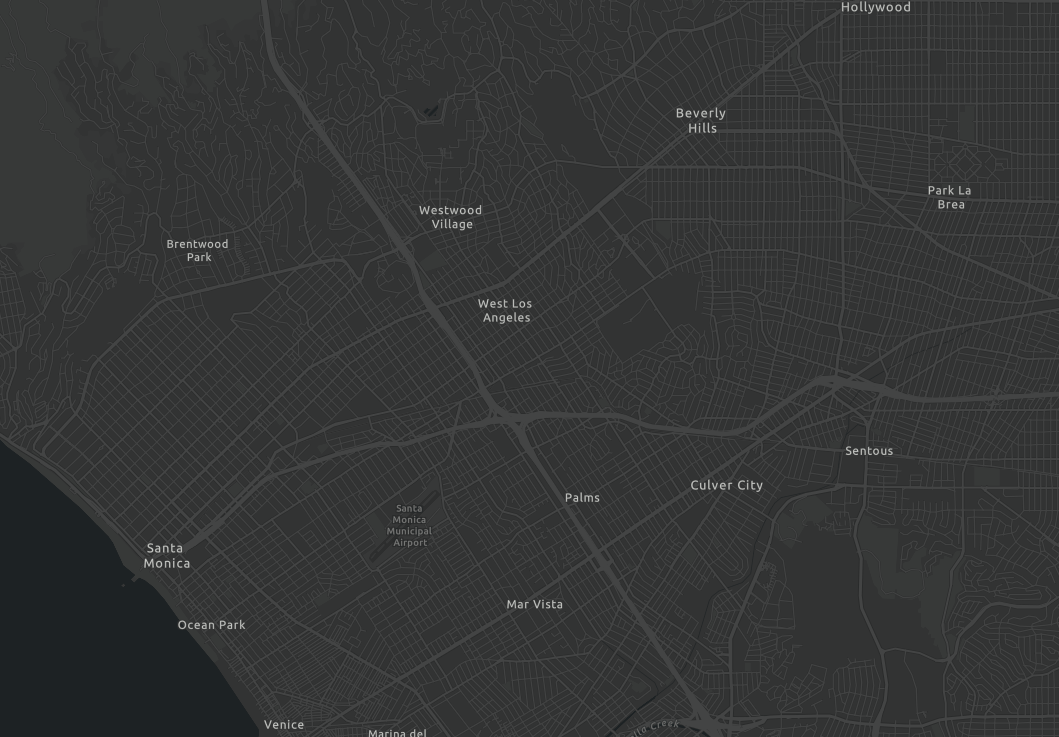 Hollywood
Beverly
Hills
Park La
Brea
Westwood
Village
Brentwood
Park
West Los
Angeles
Sentous
Culver City
Palms
Santa
Monica
Municipal
Airport
Santa
Monica
Mar Vista
Ocean Park
Venice
Marina del
Creek